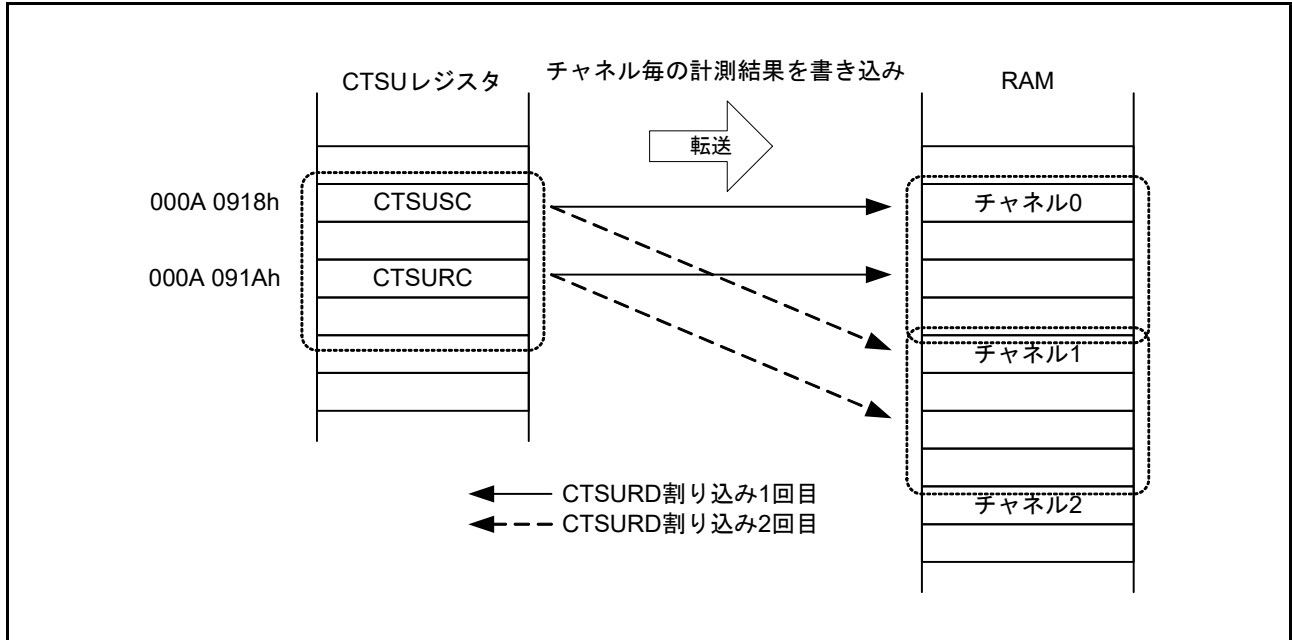 CTSUレジスタ
チャネル毎の計測結果を書き込み
RAM
転送
000A 0918h
CTSUSC
チャネル0
000A 091Ah
CTSURC
チャネル1
CTSURD割り込み1回目
CTSURD割り込み2回目
チャネル2